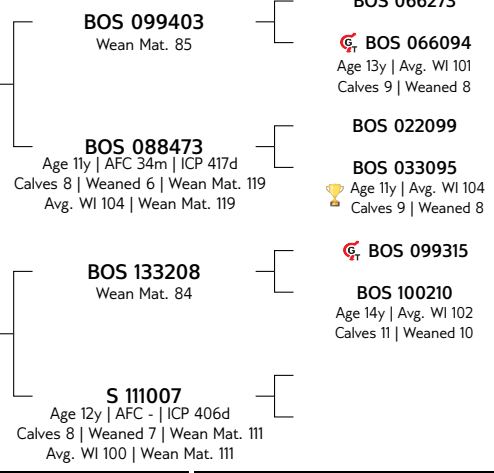 BOS 099403
Wean Mat. 85
BOS 088473
Age 11y | AFC 34m | ICP 417d
Calves 8 | Weaned 6 | Wean Mat. 119
Avg. WI 104 | Wean Mat. 119
BOS 133208
Wean Mat. 84
S 111007
Age 12y | AFC - | ICP 406d
Calves 8 | Weaned 7 | Wean Mat. 111
Avg. WI 100 | Wean Mat. 111
BOS 066273
GT BOS 066094
Age 13y | Avg. WI 101
Calves 9 | Weaned 8
BOS 022099
BOS 033095
Age 11y | Avg. WI 104
Calves 9 | Weaned 8
GT BOS 099315
BOS 100210
Age 14y | Avg. WI 102
Calves 11 | Weaned 10